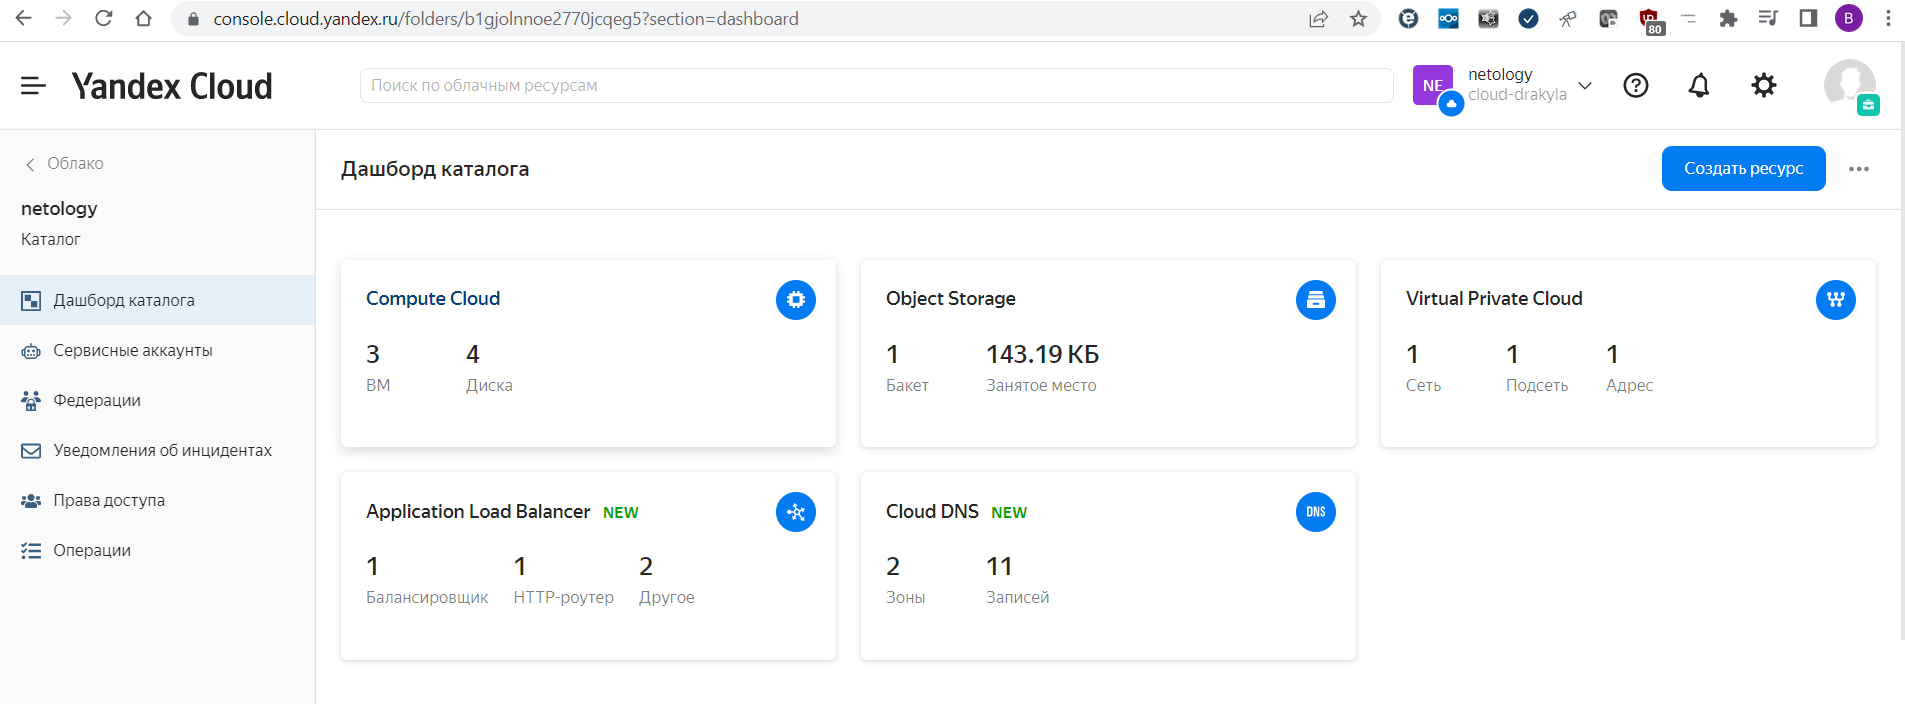 console.cloud.yandex.ru/folders/b1gjolnnoe2770jcqeg5?section=dashboard
80
B
Yandex Cloud
Поиск по облачным ресурсам
NE
netology
cloud-drakyla
Облако
netology
Каталог
Дашборд каталога
Сервисные аккаунты
Федерации
Уведомления об инцидентах
Права доступа
Операции
Дашборд каталога
Создать ресурс
Compute Cloud
3 4
ВМ Диска
Object Storage
1 143.19 КБ
Бакет Занятое место
Virtual Private Cloud
1 1 1
Сеть Подсеть Адрес
Application Load Balancer NEW
1 1 2
Балансировщик HTTP-роутер Другое
Cloud DNS NEW
DNS
2 11
Зоны Записей